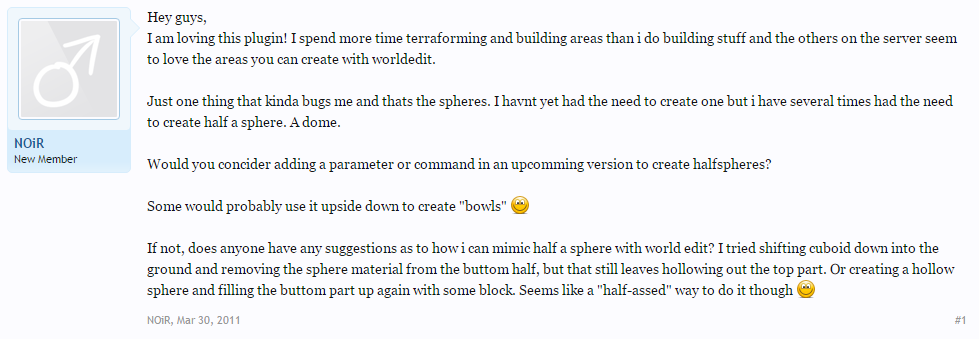 Hey guys,
I am loving this plugin! I spend more time terraforming and building areas than i do building stuff and the others on the server seem
to love the areas you can create with worldedit.
Just one thing that kinda bugs me and thats the spheres. I havnt yet had the need to create one but i have several times had the need
to create half a sphere. A dome.
Would you concider adding a parameter or command in an upcomming version to create halfspheres?
Some would probably use it upside down to create "bowls"
If not, does anyone have any suggestions as to how i can mimic half a sphere with world edit? I tried shifting cuboid down into the
ground and removing the sphere material from the buttom half, but that still leaves hollowing out the top part. Or creating a hollow
sphere and filling the buttom part up again with some block. Seems like a "half-assed" way to do it though
NOiR
New Member
NOiR, Mar 30, 2011
#1